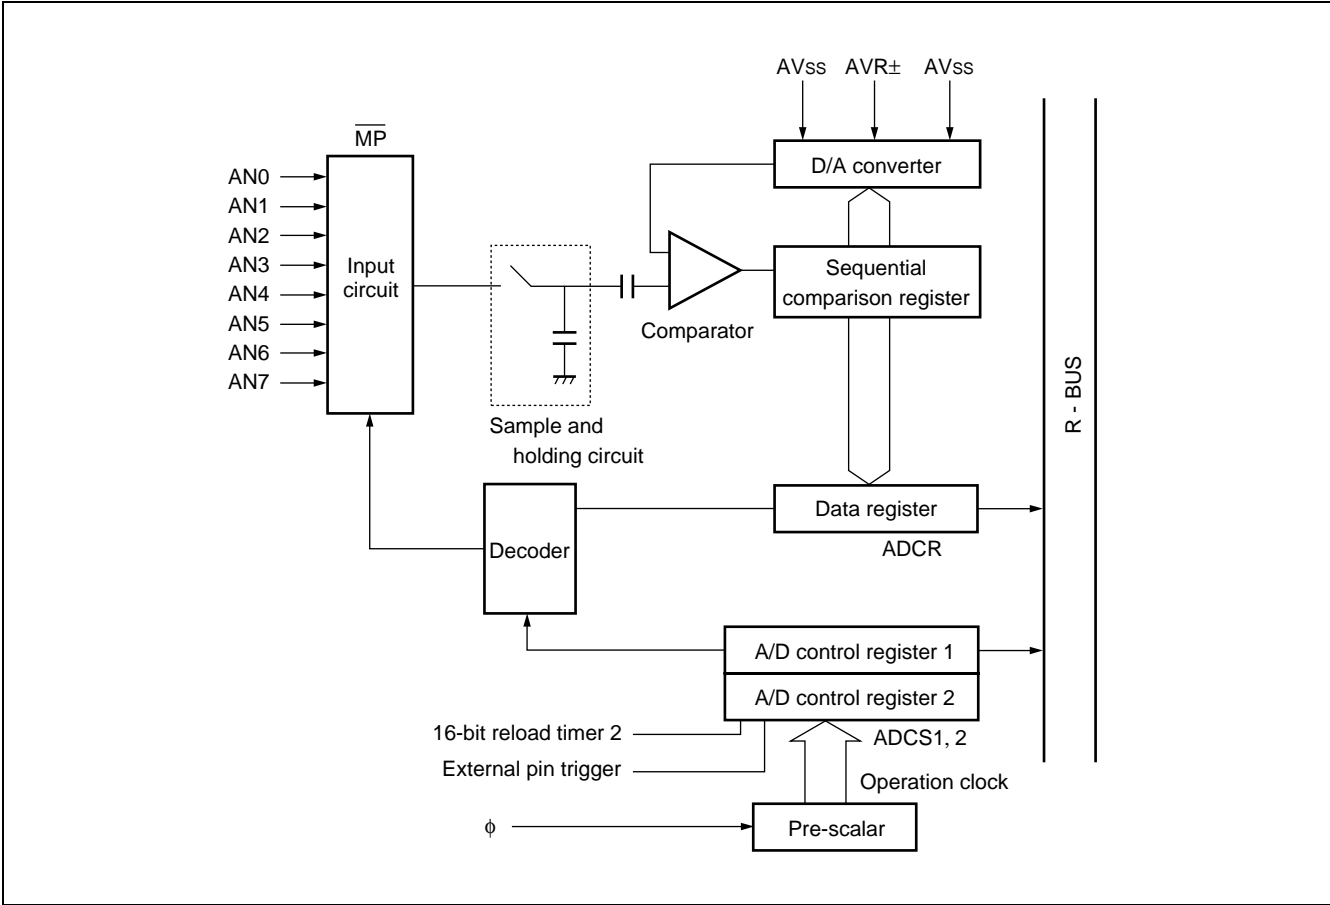 AVSS AVR± AVSS
MP
D/A converter
AN0
AN1
AN2
AN3
AN4
AN5
AN6
AN7
Input
circuit
Sequential
comparison register
Comparator
R - BUS
Sample and
holding circuit
Data register
ADCR
Decoder
A/D control register 1
A/D control register 2
16-bit reload timer 2
ADCS1, 2
External pin trigger
Operation clock
ϕ
Pre-scalar